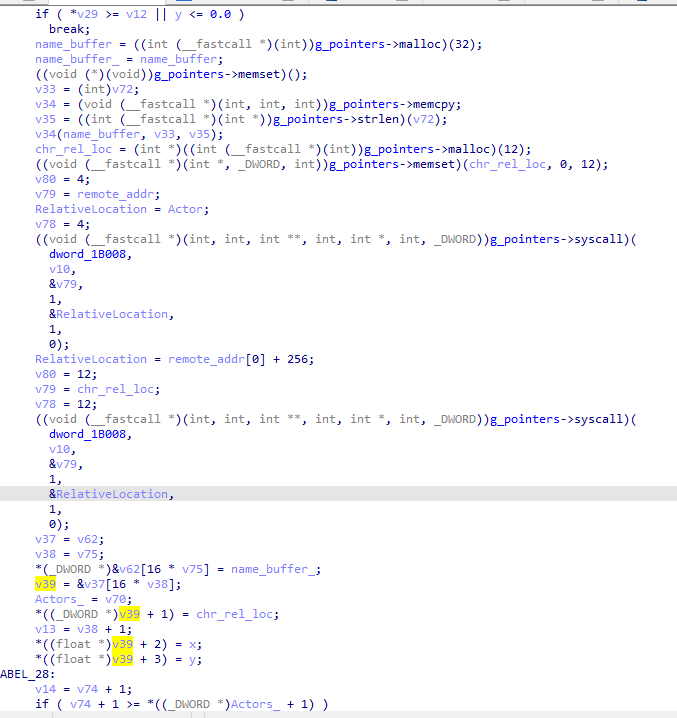 if ( *v29 >= v12 || y <= 0.0 )
break;
name_buffer = ((int (__fastcall *)(int))g_pointers->malloc)(32);
name_buffer_ = name_buffer;
((void (*)(void))g_pointers->memset)();
v33 = (int)v72;
v34 = (void (__fastcall *)(int, int, int))g_pointers->memcpy;
v35 = ((int (__fastcall *)(int *))g_pointers->strlen)(v72);
v34(name_buffer, v33, v35);
chr_rel_loc = (int *)((int (__fastcall *)(int))g_pointers->malloc)(12);
((void (__fastcall *)(int *, _DWORD, int))g_pointers->memset)(chr_rel_loc, 0, 12);
v80 = 4;
v79 = remote_addr;
RelativeLocation = Actor;
v78 = 4;
((void (__fastcall *)(int, int, int **, int, int *, int, _DWORD))g_pointers->syscall)(
dword_1B008,
v10,
&v79,
1,
&RelativeLocation,
1,
0);
RelativeLocation = remote_addr[0] + 256;
v80 = 12;
v79 = chr_rel_loc;
v78 = 12;
((void (__fastcall *)(int, int, int **, int, int *, int, _DWORD))g_pointers->syscall)(
dword_1B008,
v10,
&v79,
1,
&RelativeLocation,
1,
0);
v37 = v62;
v38 = v75;
*(_DWORD *)&v62[16 * v75] = name_buffer_;
v39 = &v37[16 * v38];
Actors_ = v70;
*((_DWORD *)v39 + 1) = chr_rel_loc;
v13 = v38 + 1;
*((float *)v39 + 2) = x;
*((float *)v39 + 3) = y;
ABEL_28:
v14 = v74 + 1;
if ( v74 + 1 >= *((_DWORD *)Actors_ + 1) )